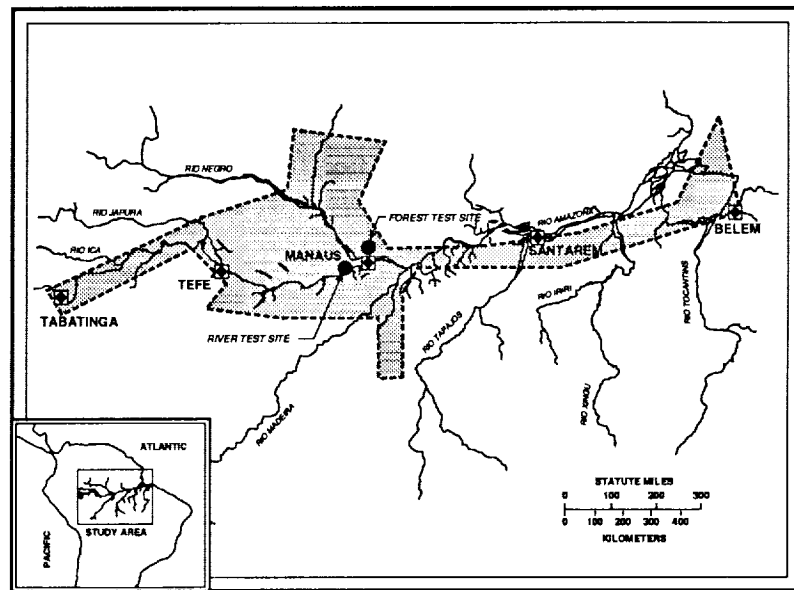 RIO NEGRO
RIO JAPURA
RIO ICA
FOREST TEST SITE
RIO AMAZONA
BELEM
SANTAREM
MANAUS
TEFE
TABATINGA
RIVER TEST SITE
RIO TAPAJOS
RIO IRIRI
RIO TOCANTINS
RIO MADEIRA
RIO XINGU
ATLANTIC
STUDY AREA
PACIFIC
STATUTE MILES
0 100 200 300
0 100 200 300 400
KILOMETERS